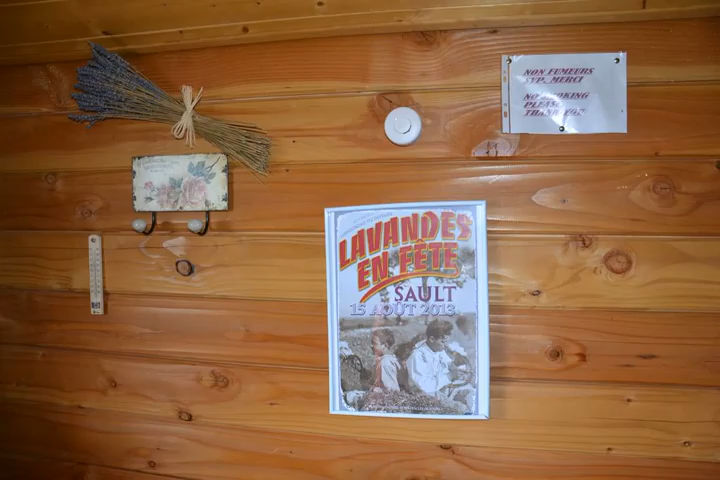 NON FUMEURS
SVP. MERCI
NO SMOKING
PLEASE
THANK YOU
LAVANDES
EN FÊTE
SAULT
15 AOÛT 2013